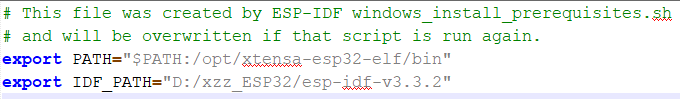 # This file was created by ESP-IDF windows_install_prerequisites.sh
# and will be overwritten if that script is run again.
export PATH="$PATH:/opt/xtensa-esp32-elf/bin"
export IDF_PATH="D:/xzz_ESP32/esp-idf-v3.3.2"